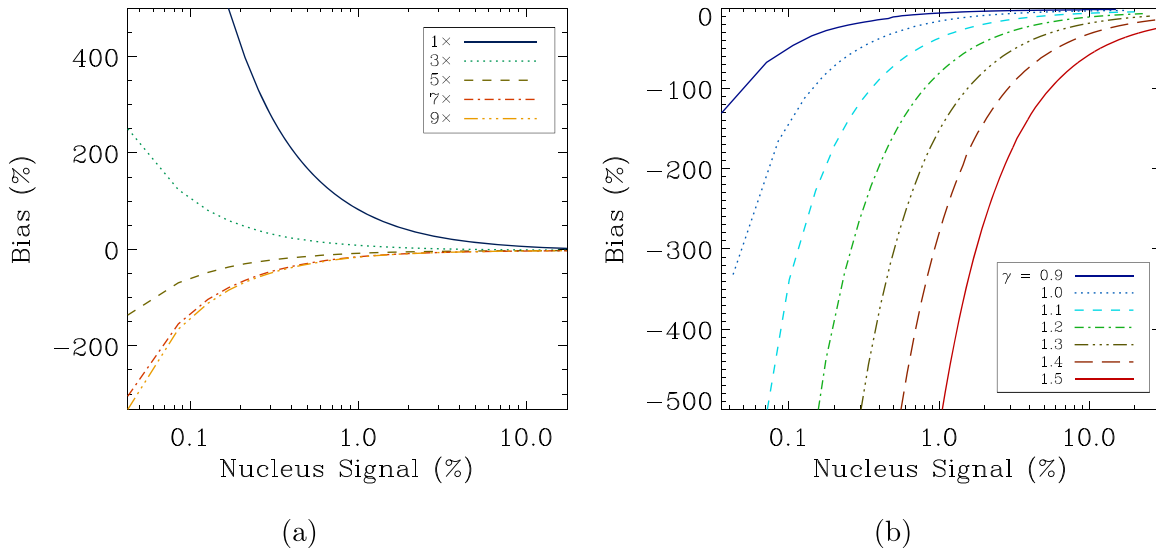 400
200
0
−200
Bias (%)
0.1 1.0 10.0
Nucleus Signal (%)
1×
3×
5×
7×
9×
(a)
0
−100
−200
−300
−400
−500
Bias (%)
0.1 1.0 10.0
Nucleus Signal (%)
γ = 0.9
1.0
1.1
1.2
1.3
1.4
1.5
(b)